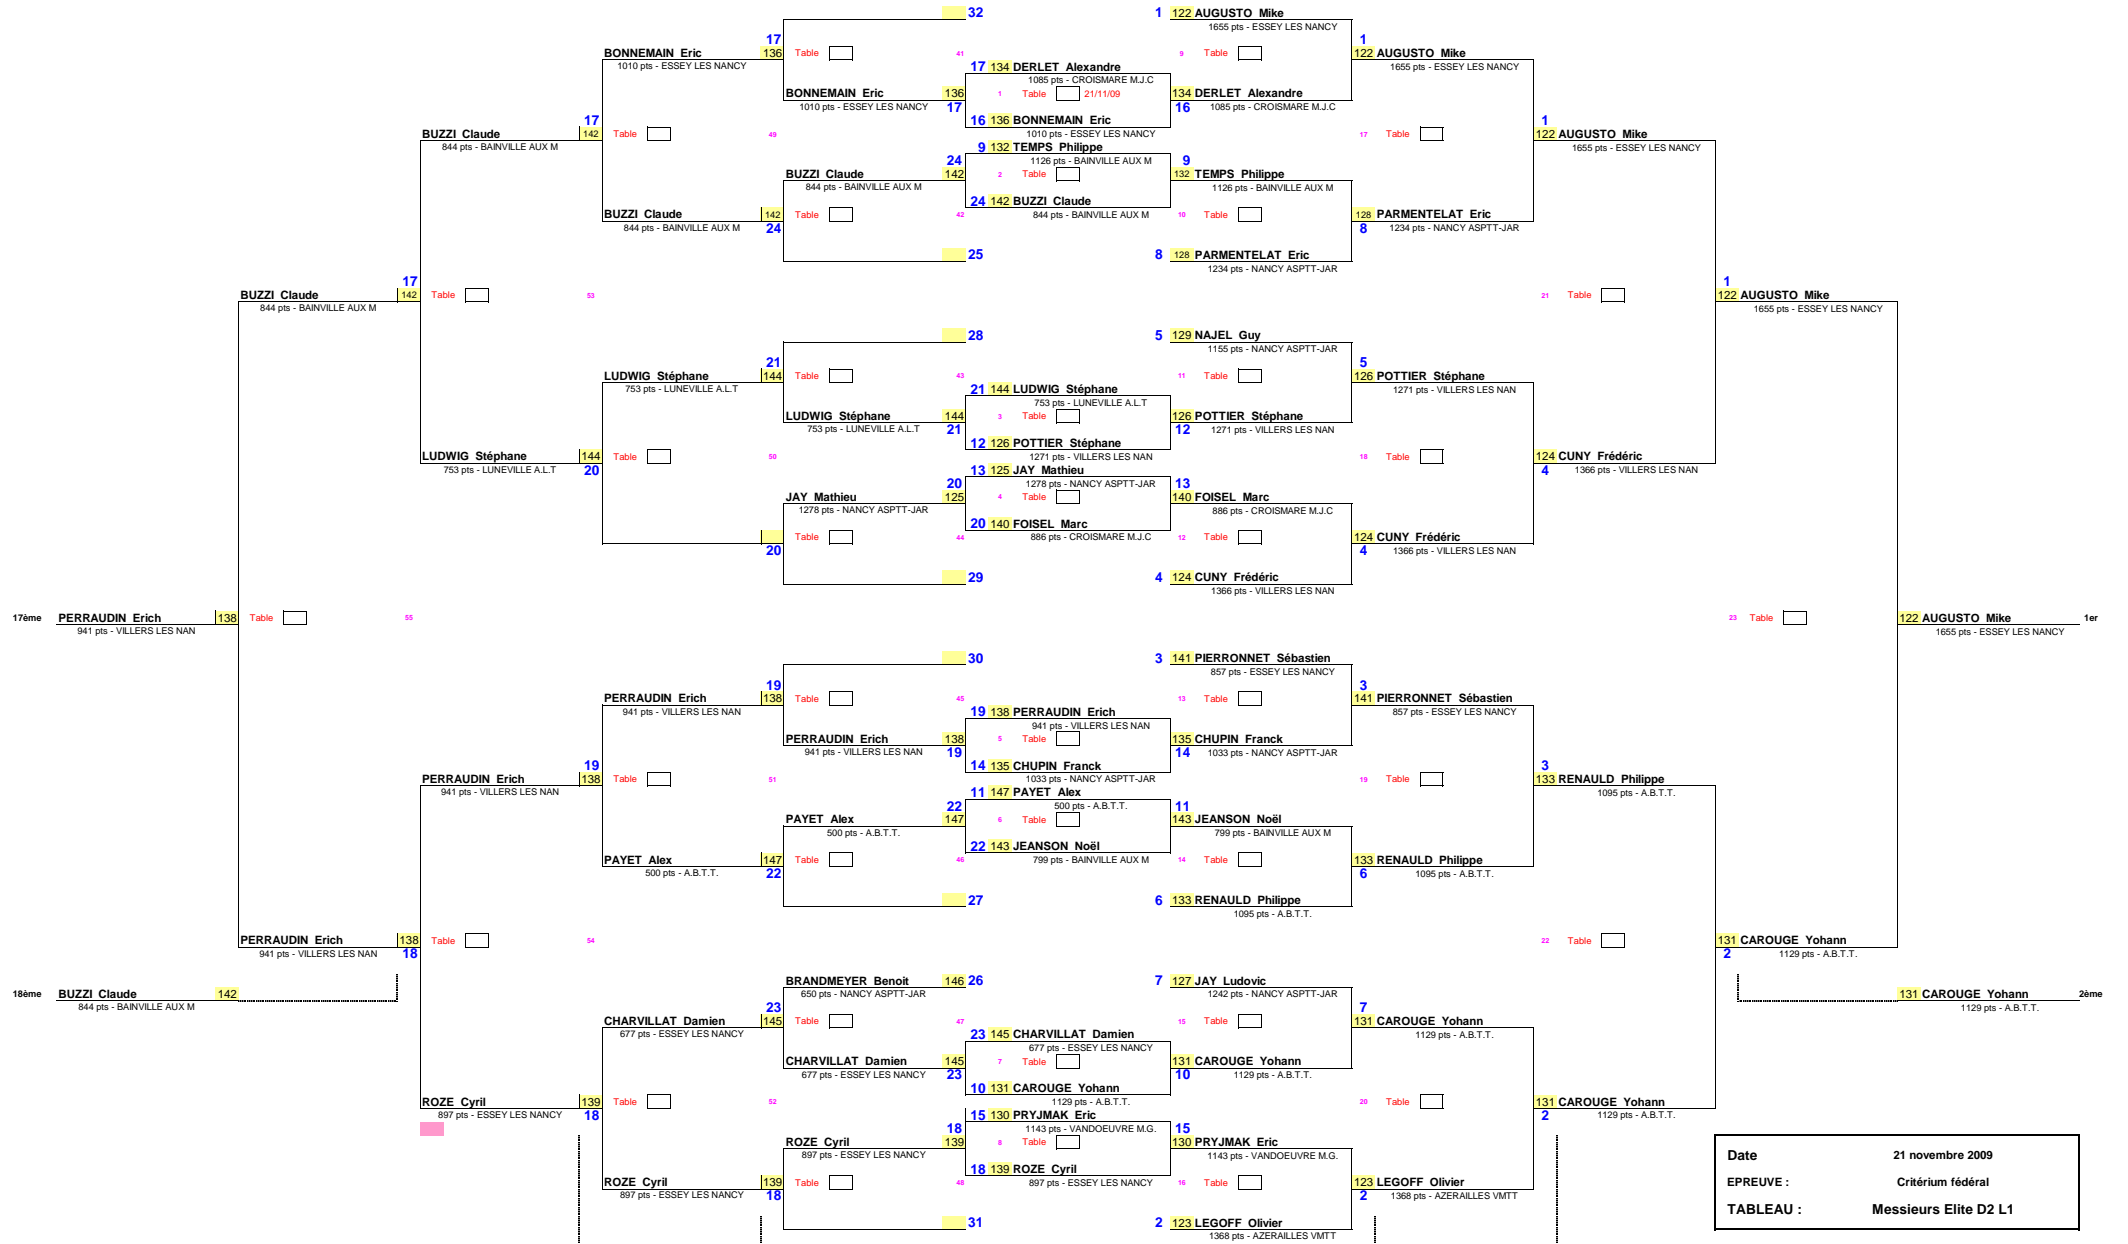 32 1 122 AUGUSTO Mike
1655 pts - ESSEY LES NANCY
17 1
BONNEMAIN Eric 136 Table 41 9 Table 122 AUGUSTO Mike
1010 pts - ESSEY LES NANCY 17 134 DERLET Alexandre 1655 pts - ESSEY LES NANCY
1085 pts - CROISMARE M.J.C
BONNEMAIN Eric 136 1 Table 21/11/09 134 DERLET Alexandre
1010 pts - ESSEY LES NANCY 17 16 1085 pts - CROISMARE M.J.C
17 16 136 BONNEMAIN Eric 1
BUZZI Claude 142 Table 49 1010 pts - ESSEY LES NANCY 17 Table 122 AUGUSTO Mike
844 pts - BAINVILLE AUX M 9 132 TEMPS Philippe 1655 pts - ESSEY LES NANCY
24 1126 pts - BAINVILLE AUX M 9
BUZZI Claude 142 2 Table 132 TEMPS Philippe
844 pts - BAINVILLE AUX M 1126 pts - BAINVILLE AUX M
24 142 BUZZI Claude
BUZZI Claude 142 Table 42 844 pts - BAINVILLE AUX M 10 Table 128 PARMENTELAT Eric
844 pts - BAINVILLE AUX M 24 8 1234 pts - NANCY ASPTT-JAR
25 8 128 PARMENTELAT Eric
1234 pts - NANCY ASPTT-JAR
17 1
BUZZI Claude 142 Table 53 21 Table 122 AUGUSTO Mike
844 pts - BAINVILLE AUX M 1655 pts - ESSEY LES NANCY
28 5 129 NAJEL Guy
1155 pts - NANCY ASPTT-JAR
21 5
LUDWIG Stéphane 144 Table 43 11 Table 126 POTTIER Stéphane
753 pts - LUNEVILLE A.L.T 21 144 LUDWIG Stéphane 1271 pts - VILLERS LES NAN
753 pts - LUNEVILLE A.L.T
LUDWIG Stéphane 144 3 Table 126 POTTIER Stéphane
753 pts - LUNEVILLE A.L.T 21 12 1271 pts - VILLERS LES NAN
12 126 POTTIER Stéphane
LUDWIG Stéphane 144 Table 50 1271 pts - VILLERS LES NAN 18 Table 124 CUNY Frédéric
753 pts - LUNEVILLE A.L.T 20 13 125 JAY Mathieu 4 1366 pts - VILLERS LES NAN
20 1278 pts - NANCY ASPTT-JAR 13
JAY Mathieu 125 4 Table 140 FOISEL Marc
1278 pts - NANCY ASPTT-JAR 886 pts - CROISMARE M.J.C
20 140 FOISEL Marc
Table 44 886 pts - CROISMARE M.J.C 12 Table 124 CUNY Frédéric
20 4 1366 pts - VILLERS LES NAN
29 4 124 CUNY Frédéric
1366 pts - VILLERS LES NAN
17ème PERRAUDIN Erich 138 Table 55 23 Table 122 AUGUSTO Mike 1er
941 pts - VILLERS LES NAN 1655 pts - ESSEY LES NANCY
30 3 141 PIERRONNET Sébastien
857 pts - ESSEY LES NANCY
19 3
PERRAUDIN Erich 138 Table 45 13 Table 141 PIERRONNET Sébastien
941 pts - VILLERS LES NAN 19 138 PERRAUDIN Erich 857 pts - ESSEY LES NANCY
941 pts - VILLERS LES NAN
PERRAUDIN Erich 138 5 Table 135 CHUPIN Franck
941 pts - VILLERS LES NAN 19 14 1033 pts - NANCY ASPTT-JAR
19 14 135 CHUPIN Franck 3
PERRAUDIN Erich 138 Table 51 1033 pts - NANCY ASPTT-JAR 19 Table 133 RENAULD Philippe
941 pts - VILLERS LES NAN 11 147 PAYET Alex 1095 pts - A.B.T.T.
22 500 pts - A.B.T.T. 11
PAYET Alex 147 6 Table 143 JEANSON Noël
500 pts - A.B.T.T. 799 pts - BAINVILLE AUX M
22 143 JEANSON Noël
PAYET Alex 147 Table 46 799 pts - BAINVILLE AUX M 14 Table 133 RENAULD Philippe
500 pts - A.B.T.T. 22 6 1095 pts - A.B.T.T.
27 6 133 RENAULD Philippe
1095 pts - A.B.T.T.
PERRAUDIN Erich 138 Table 54 22 Table 131 CAROUGE Yohann
941 pts - VILLERS LES NAN 18 2 1129 pts - A.B.T.T.
BRANDMEYER Benoit 146 26 7 127 JAY Ludovic
18ème BUZZI Claude 142 650 pts - NANCY ASPTT-JAR 1242 pts - NANCY ASPTT-JAR 131 CAROUGE Yohann 2ème
844 pts - BAINVILLE AUX M 23 7 1129 pts - A.B.T.T.
CHARVILLAT Damien 145 Table 47 15 Table 131 CAROUGE Yohann
677 pts - ESSEY LES NANCY 23 145 CHARVILLAT Damien 1129 pts - A.B.T.T.
677 pts - ESSEY LES NANCY
CHARVILLAT Damien 145 7 Table 131 CAROUGE Yohann
677 pts - ESSEY LES NANCY 23 10 1129 pts - A.B.T.T.
10 131 CAROUGE Yohann
ROZE Cyril 139 Table 52 1129 pts - A.B.T.T. 20 Table 131 CAROUGE Yohann
897 pts - ESSEY LES NANCY 18 15 130 PRYJMAK Eric 2 1129 pts - A.B.T.T.
18 1143 pts - VANDOEUVRE M.G. 15
ROZE Cyril 139 8 Table 130 PRYJMAK Eric
897 pts - ESSEY LES NANCY 1143 pts - VANDOEUVRE M.G.
18 139 ROZE Cyril
ROZE Cyril 139 Table 48 897 pts - ESSEY LES NANCY 16 Table 123 LEGOFF Olivier
897 pts - ESSEY LES NANCY 18 2 1368 pts - AZERAILLES VMTT
31 2 123 LEGOFF Olivier
1368 pts - AZERAILLES VMTT
Date 21 novembre 2009
EPREUVE : Critérium fédéral
TABLEAU : Messieurs Elite D2 L1